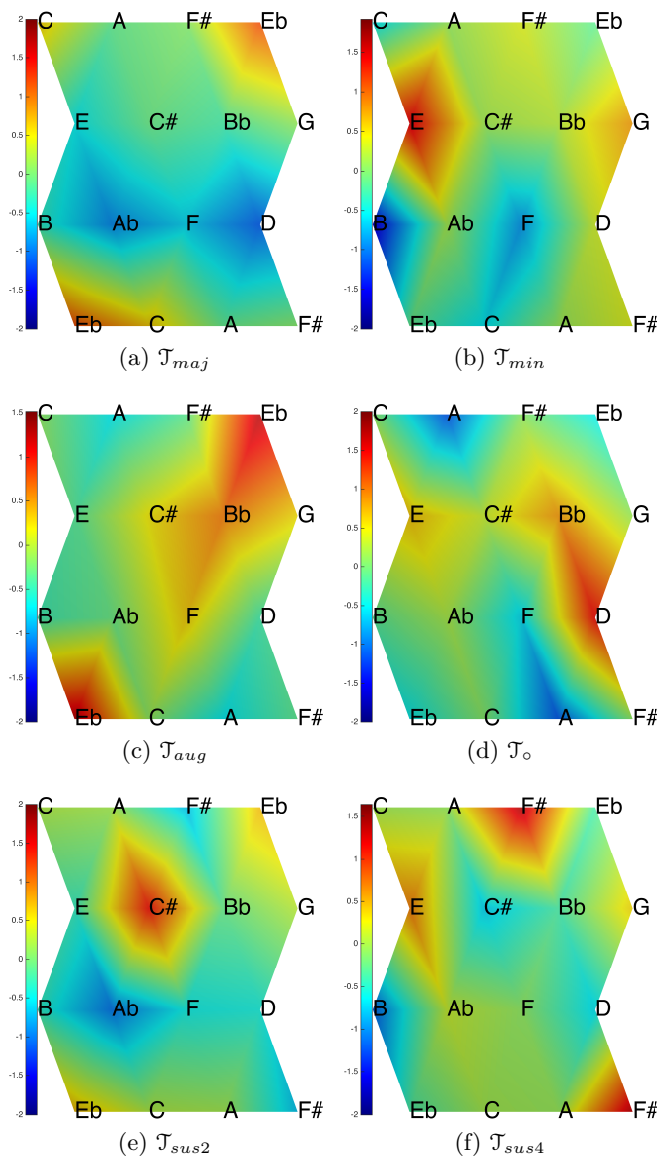 2
1.5
1
0.5
0
-0.5
-1
-1.5
-2
C A F# Eb
E C# Bb G
B Ab F D
Eb C A F#
(a) 𝒯maj
2
1.5
1
0.5
0
-0.5
-1
-1.5
-2
C A F# Eb
E C# Bb G
B Ab F D
Eb C A F#
(b) 𝒯min
1.5
1
0.5
0
-0.5
-1
-1.5
-2
C A F# Eb
E C# Bb G
B Ab F D
Eb C A F#
(c) 𝒯aug
2
1.5
1
0.5
0
-0.5
-1
-1.5
-2
C A F# Eb
E C# Bb G
B Ab F D
Eb C A F#
(d) 𝒯∘
2
1.5
1
0.5
0
-0.5
-1
-1.5
-2
C A F# Eb
E C# Bb G
B Ab F D
Eb C A F#
(e) 𝒯sus2
1.5
1
0.5
0
-0.5
-1
-1.5
-2
C A F# Eb
E C# Bb G
B Ab F D
Eb C A F#
(f) 𝒯sus4